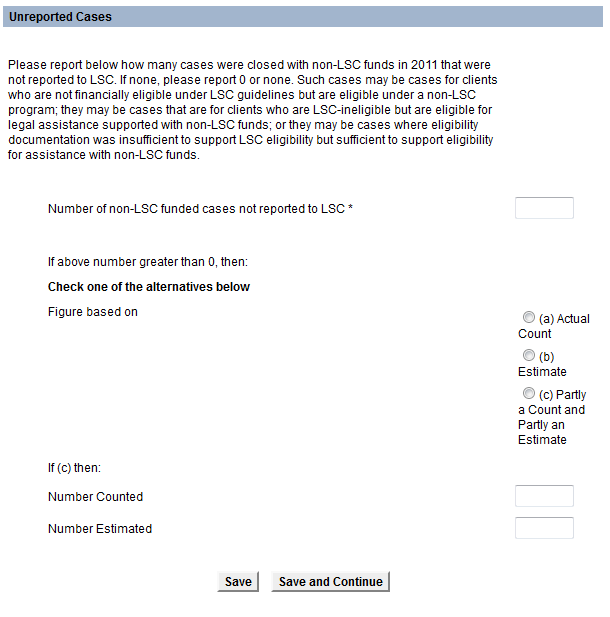 Unreported Cases
Please report below how many cases were closed with non-LSC funds in 2011 that were
not reported to LSC. If none, please report 0 or none. Such cases may be cases for clients
who are not financially eligible under LSC guidelines but are eligible under a non-LSC
program; they may be cases that are for clients who are LSC-ineligible but are eligible for
legal assistance supported with non-LSC funds; or they may be cases where eligibility
documentation was insufficient to support LSC eligibility but sufficient to support eligibility
for assistance with non-LSC funds.
Number of non-LSC funded cases not reported to LSC *
If above number greater than 0, then:
Check one of the alternatives below
Figure based on
(a) Actual
Count
(b)
Estimate
(c) Partly
a Count and
Partly an
Estimate
If (c) then:
Number Counted
Number Estimated
Save Save and Continue